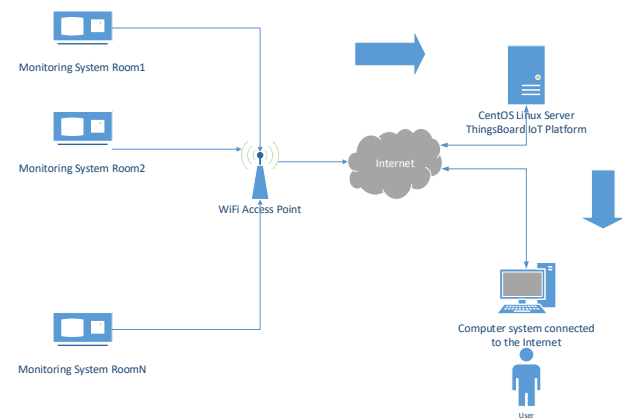 Monitoring System Room1
CentOS Linux Server
ThingsBoard IoT Platform
Monitoring System Room2
Internet
WiFi Access Point
Computer system connected
to the Internet
Monitoring System RoomN
User